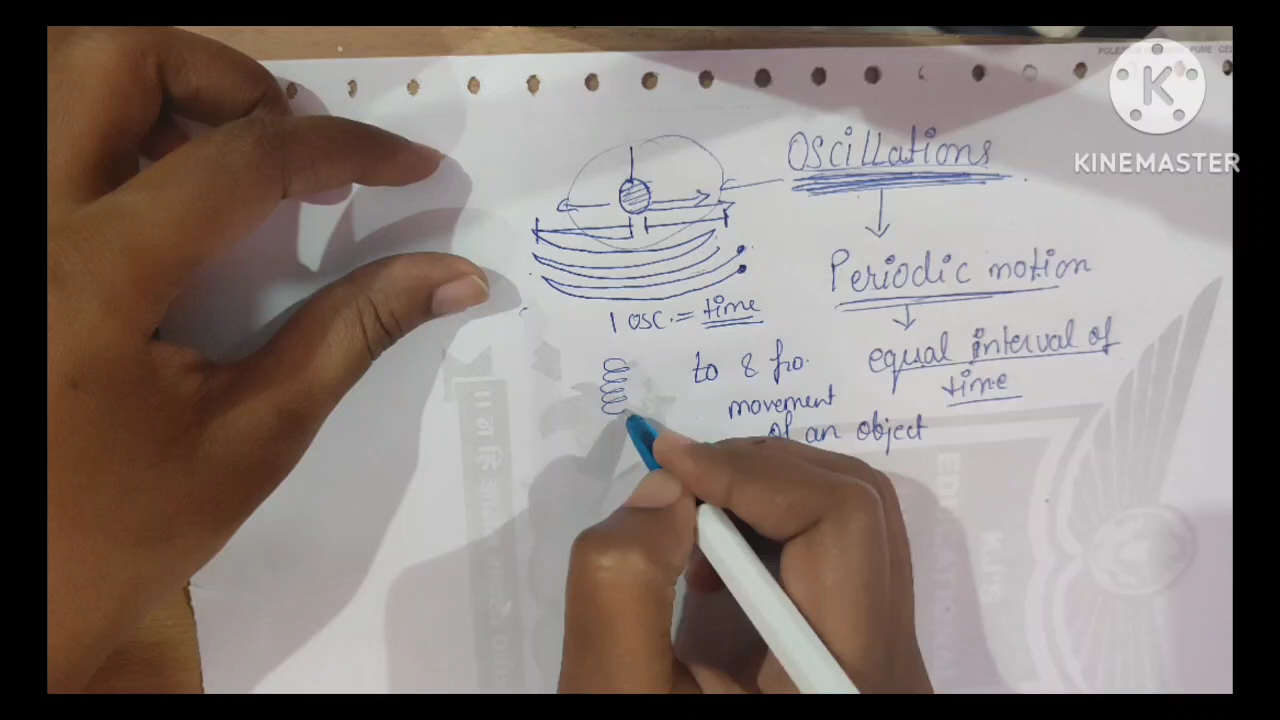 KINEMASTER
Oscillations
Periodic motion
equal interval of
time
1 osc. = time
to & fro.
movement
of an object